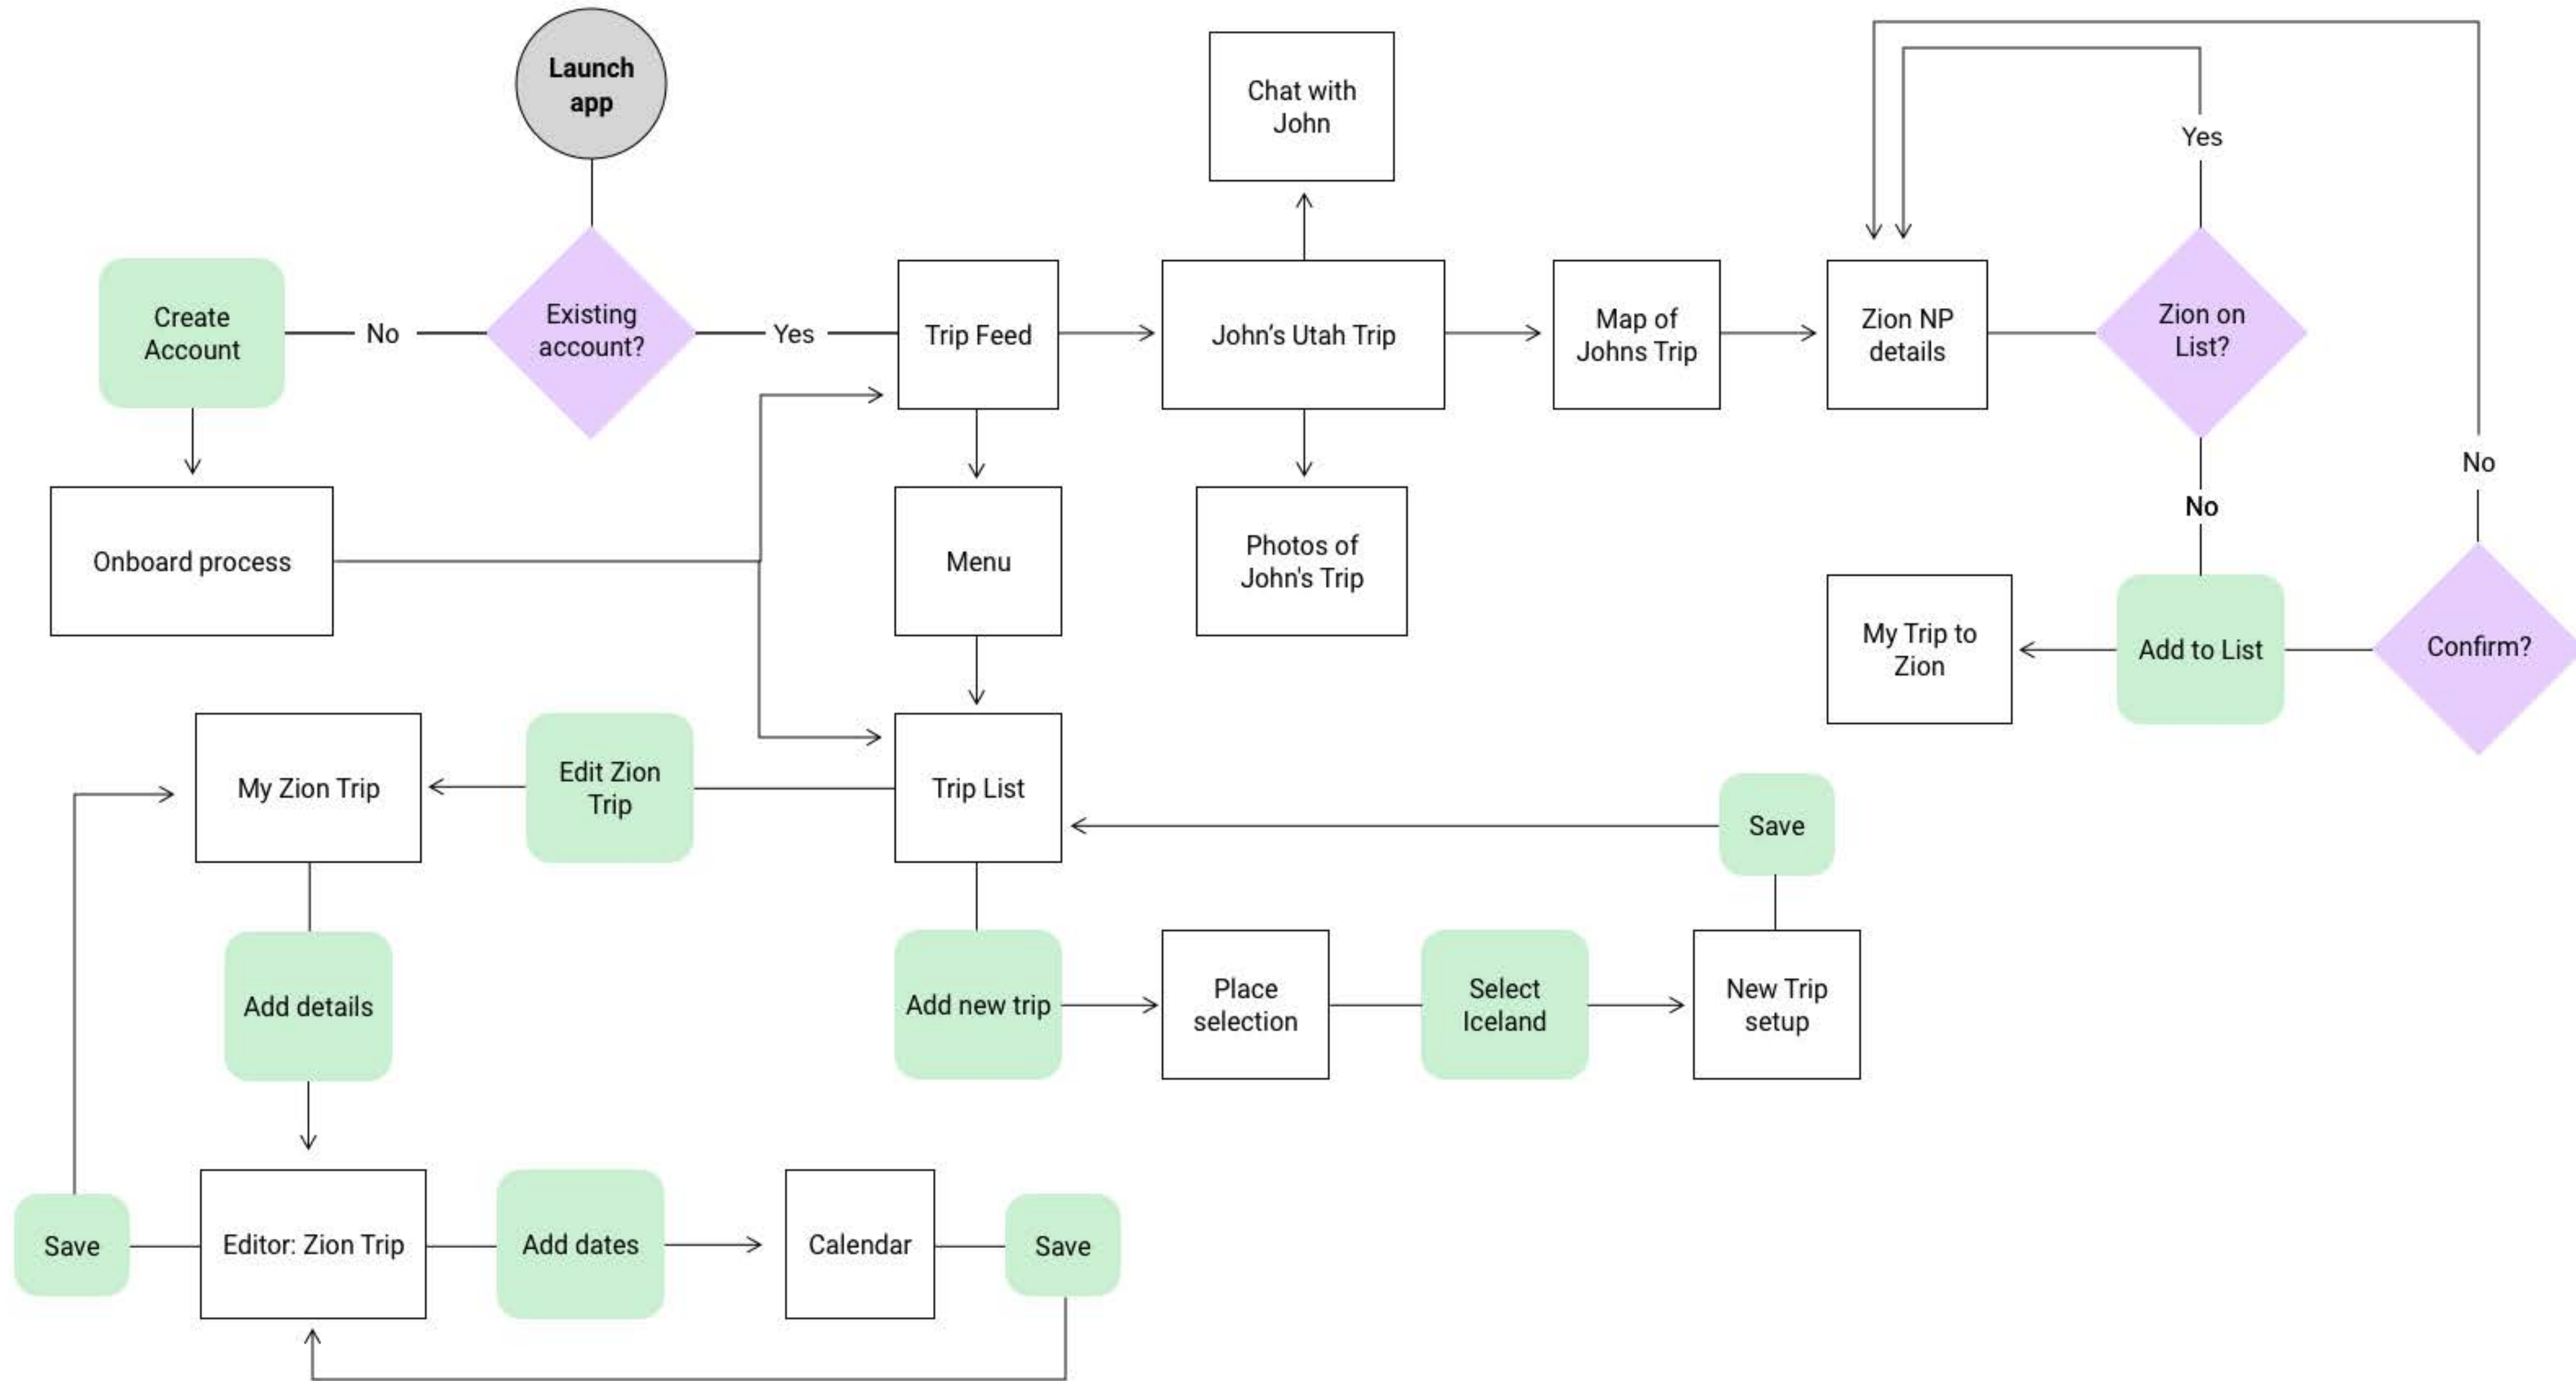 Launch
app
Chat with
John
Yes
Create
Account
No
Existing
account?
Yes
Trip Feed
John’s Utah Trip
Map of
Johns Trip
Zion NP
details
Zion on
List?
No
No
Onboard process
Menu
Photos of
John's Trip
My Trip to
Zion
Add to List
Confirm?
My Zion Trip
Edit Zion
Trip
Trip List
Save
Add details
Add new trip
Place
selection
Select
Iceland
New Trip
setup
Save
Editor: Zion Trip
Add dates
Calendar
Save